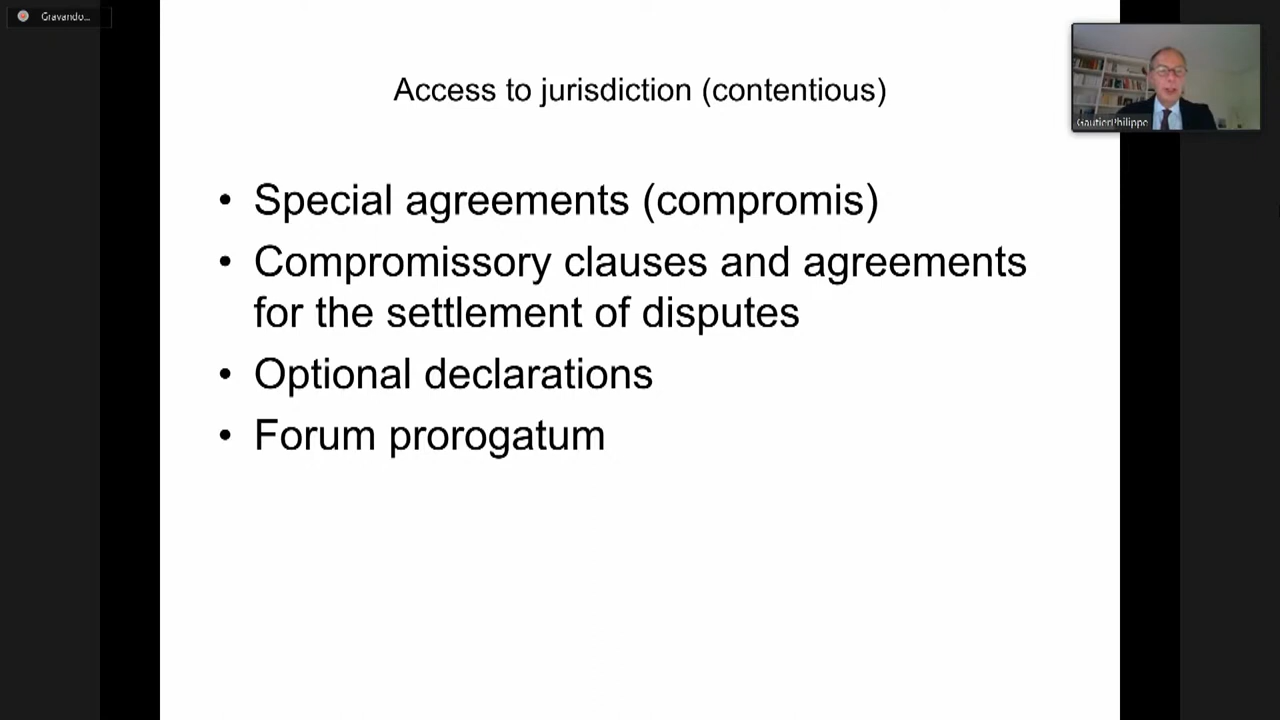 Gravando...
Access to jurisdiction (contentious)
GautierPhilippe
• Special agreements (compromis)
• Compromissory clauses and agreements
for the settlement of disputes
• Optional declarations
• Forum prorogatum